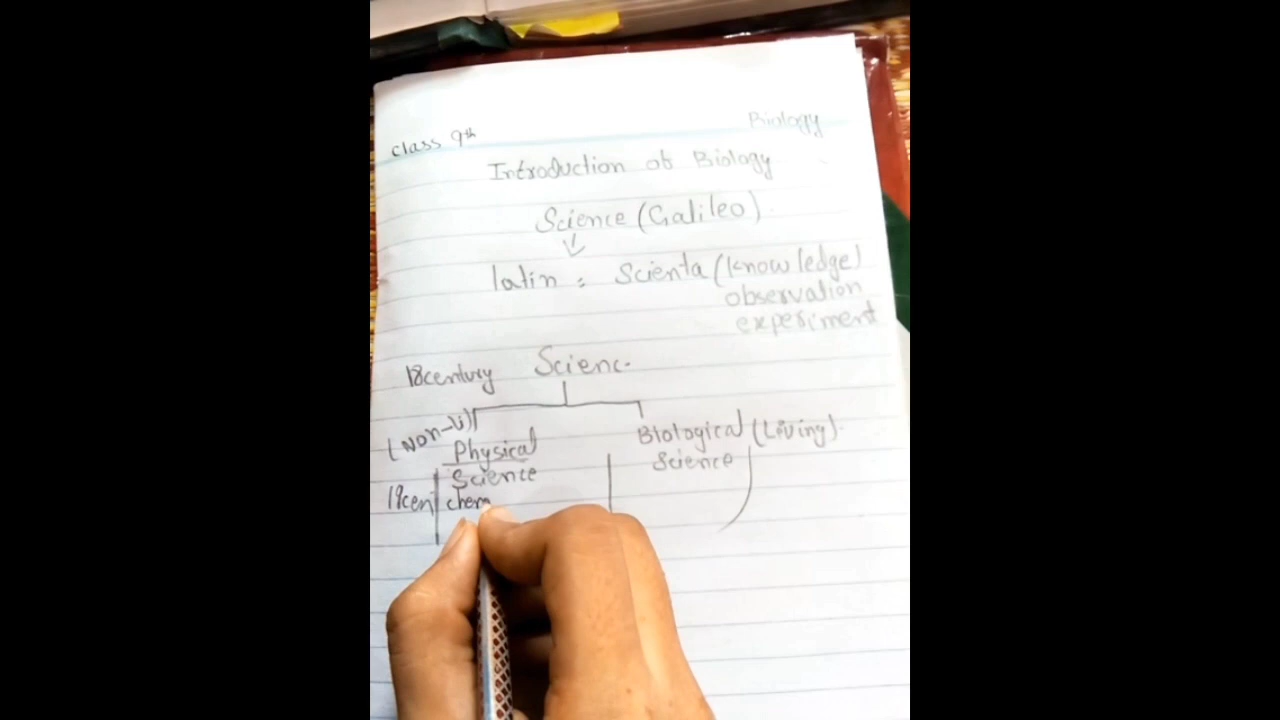 class 9th Biology
Introduction of Biology
Science (Galileo)
latin : Scienta (knowledge)
observation
experiment
18century Scienc.
(Non-li)
Physical
Science
Biological (Living).
Science
19cen chem